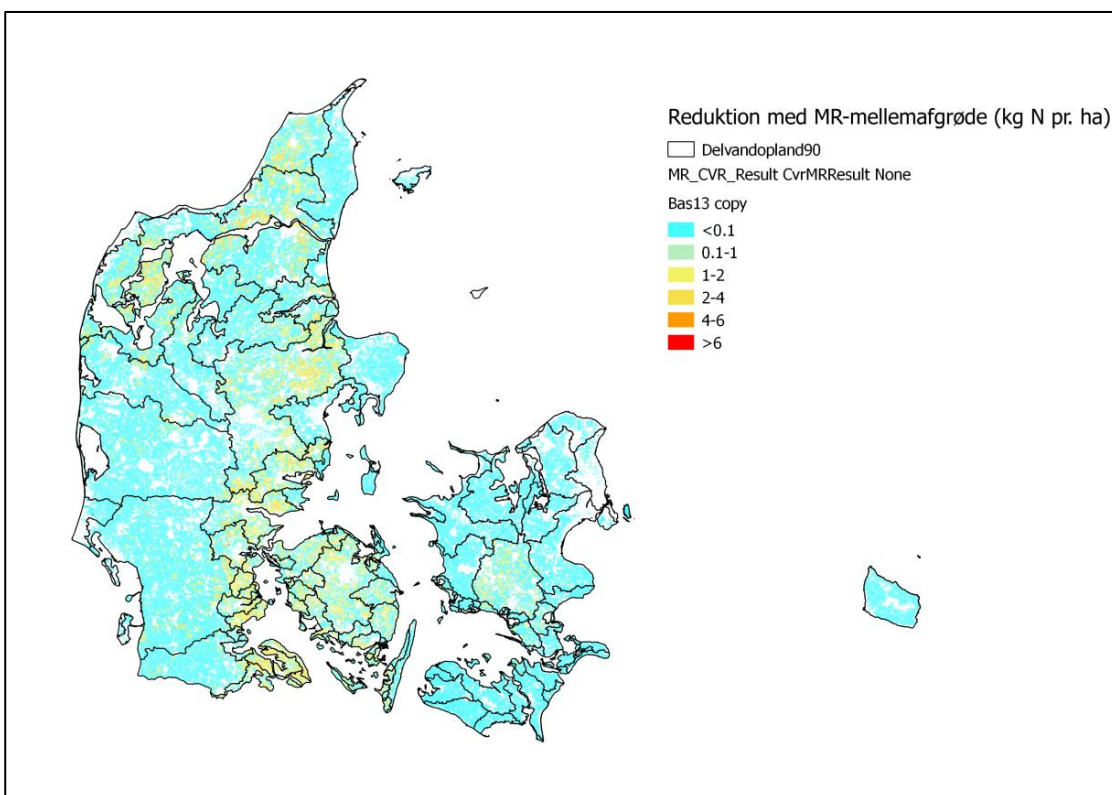 Reduktion med MR-mellemafgrøde (kg N pr. ha)
Delvandopland90
MR_CVR_Result CvrMRResult None
Bas13 copy
<0.1
0.1-1
1-2
2-4
4-6
>6